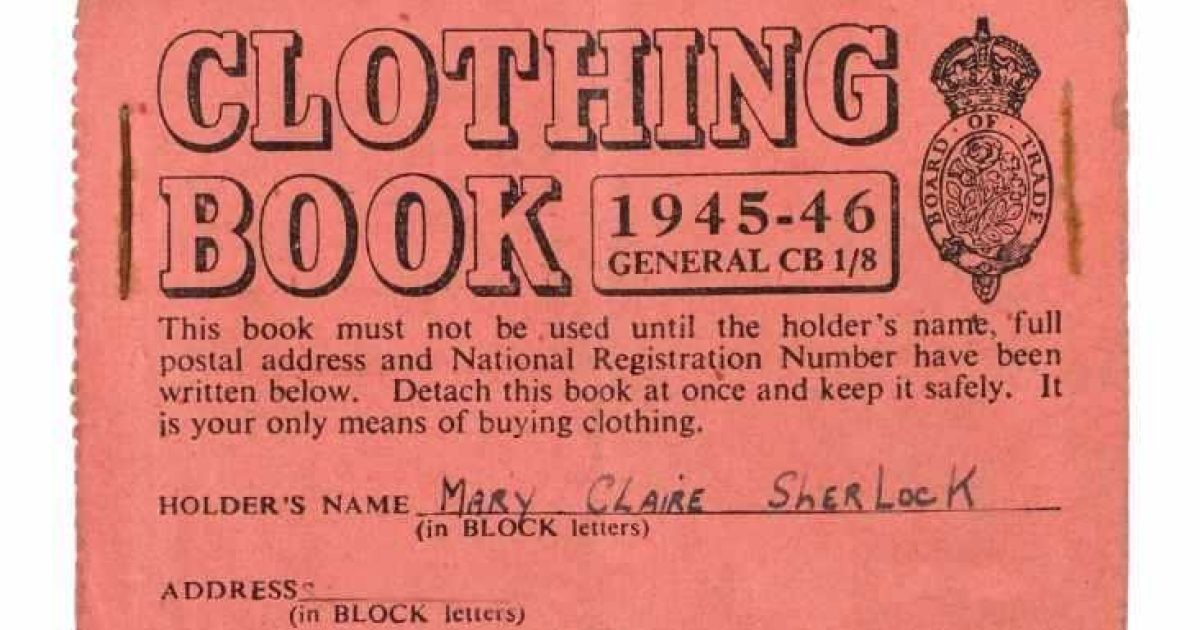 CLOTHING
BOOK
1945-46
GENERAL CB 1/8
BOARD · OF · TRADE
This book must not be used until the holder's name, full
postal address and National Registration Number have been
written below. Detach this book at once and keep it safely. It
is your only means of buying clothing.
HOLDER'S NAME MARY CLAIRE SHERLOCK
(in BLOCK letters)
ADDRESS
(in BLOCK letters)